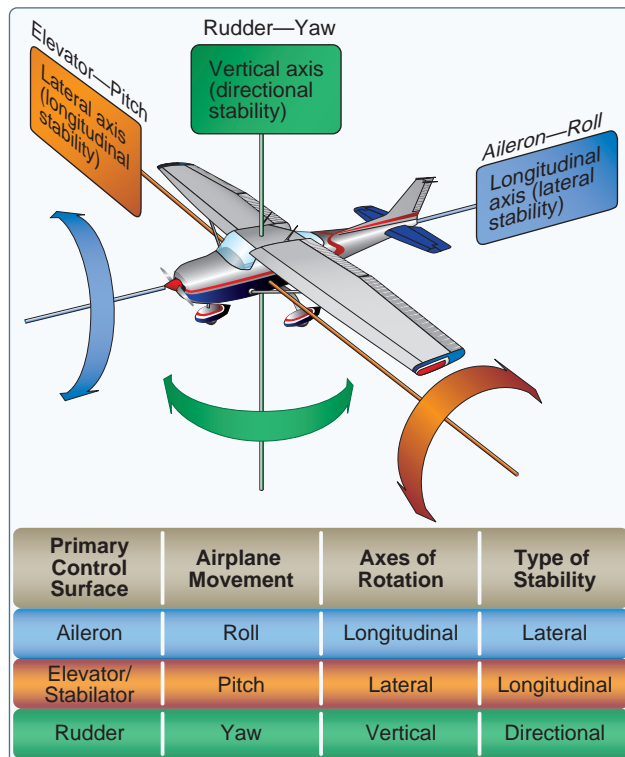 Rudder—Yaw
Vertical axis
(directional
stability)
Elevator—Pitch
Lateral axis
(longitudinal
stability)
Aileron—Roll
Longitudinal
axis (lateral
stability)
Primary
Control
Surface
Airplane
Movement
Axes of
Rotation
Type of
Stability
Aileron
Roll
Longitudinal
Lateral
Elevator/
Stabilator
Pitch
Lateral
Longitudinal
Rudder
Yaw
Vertical
Directional